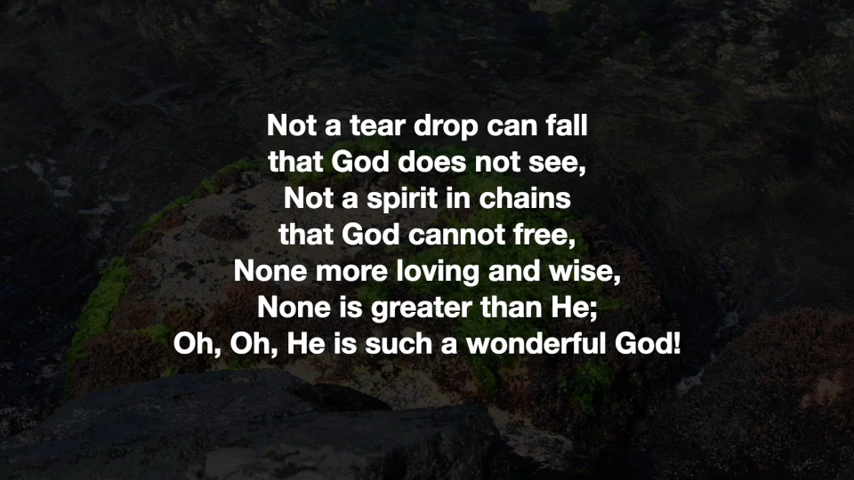 Not a tear drop can fall
that God does not see,
Not a spirit in chains
that God cannot free,
None more loving and wise,
None is greater than He;
Oh, Oh, He is such a wonderful God!